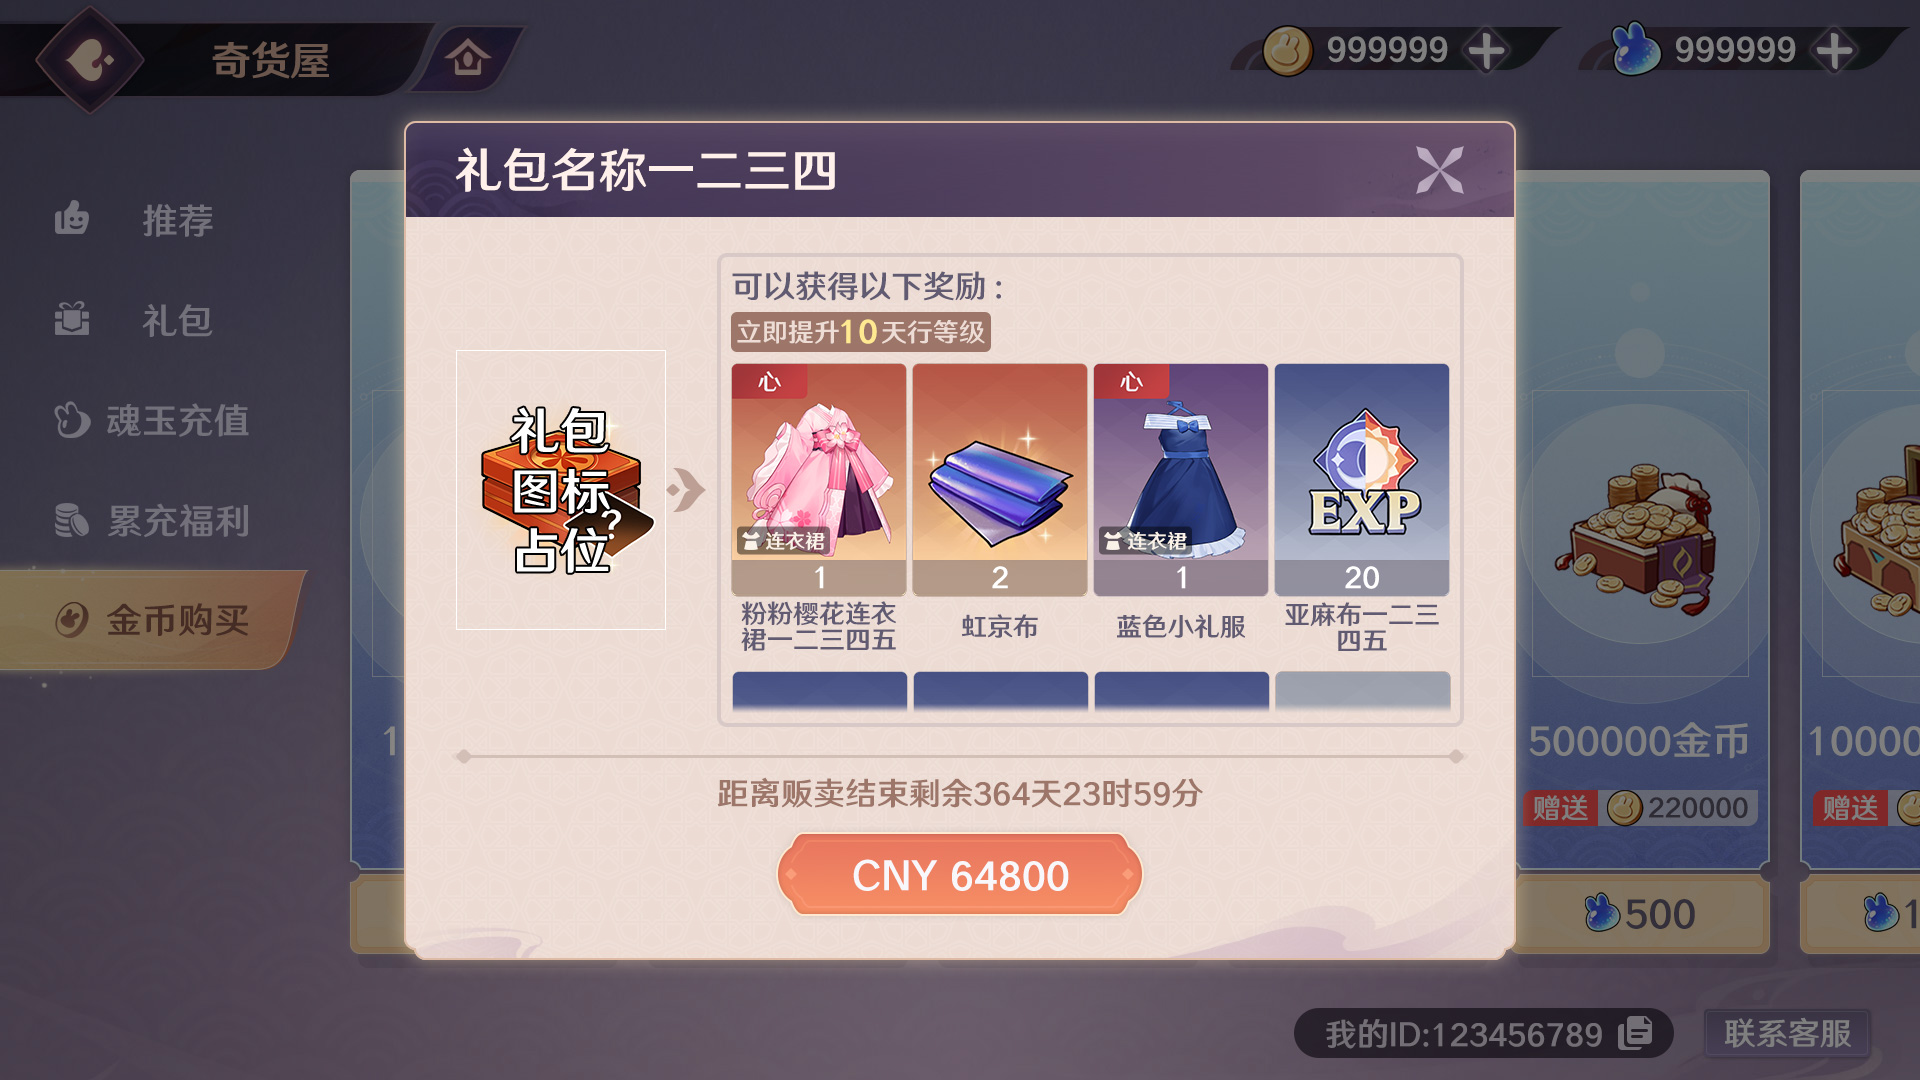 奇货屋
999999
999999
推荐
礼包
魂玉充值
累充福利
金币购买
礼包名称一二三四
礼包
图标
占位
?
可以获得以下奖励：
立即提升10天行等级
心
连衣裙
1
粉粉樱花连衣
裙一二三四五
2
虹京布
心
连衣裙
1
蓝色小礼服
EXP
20
亚麻布一二三
四五
距离贩卖结束剩余364天23时59分
CNY 64800
1
500000金币
赠送
220000
500
10000
赠送
1
我的ID:123456789
联系客服